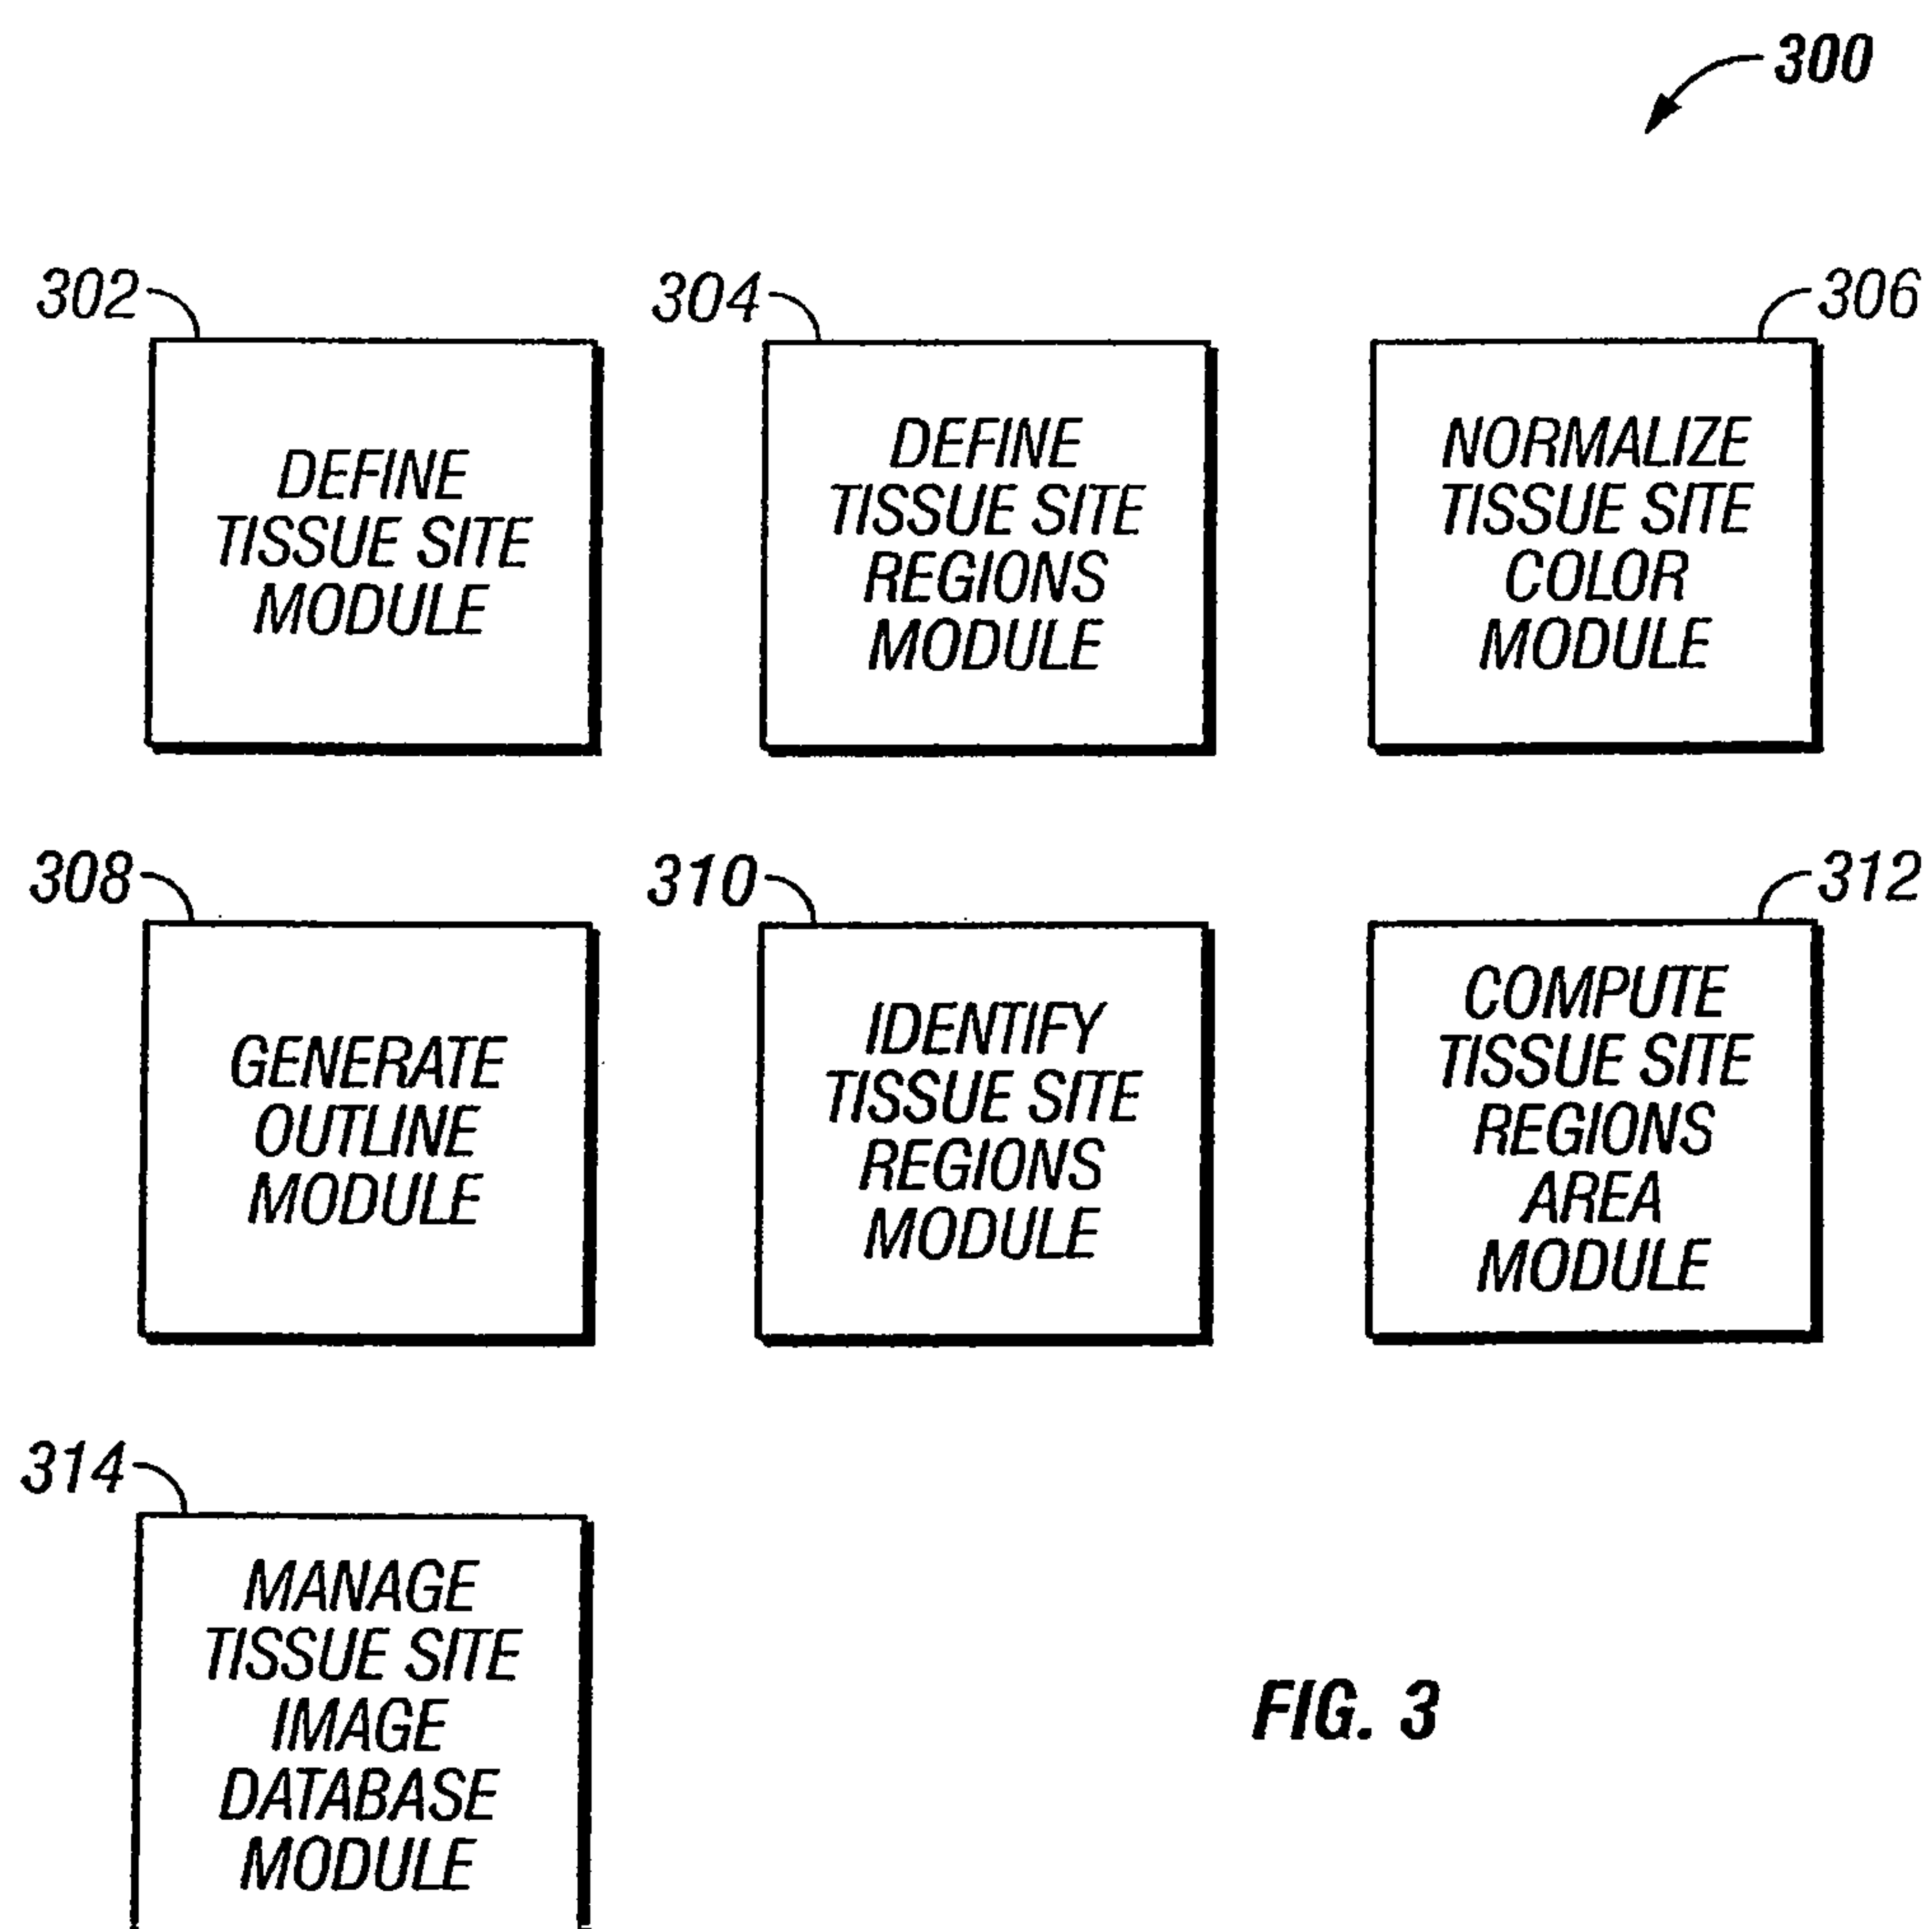 300
302
DEFINE
TISSUE SITE
MODULE
304
DEFINE
TISSUE SITE
REGIONS
MODULE
306
NORMALIZE
TISSUE SITE
COLOR
MODULE
308
GENERATE
OUTLINE
MODULE
310
IDENTIFY
TISSUE SITE
REGIONS
MODULE
312
COMPUTE
TISSUE SITE
REGIONS
AREA
MODULE
314
MANAGE
TISSUE SITE
IMAGE
DATABASE
MODULE
FIG. 3